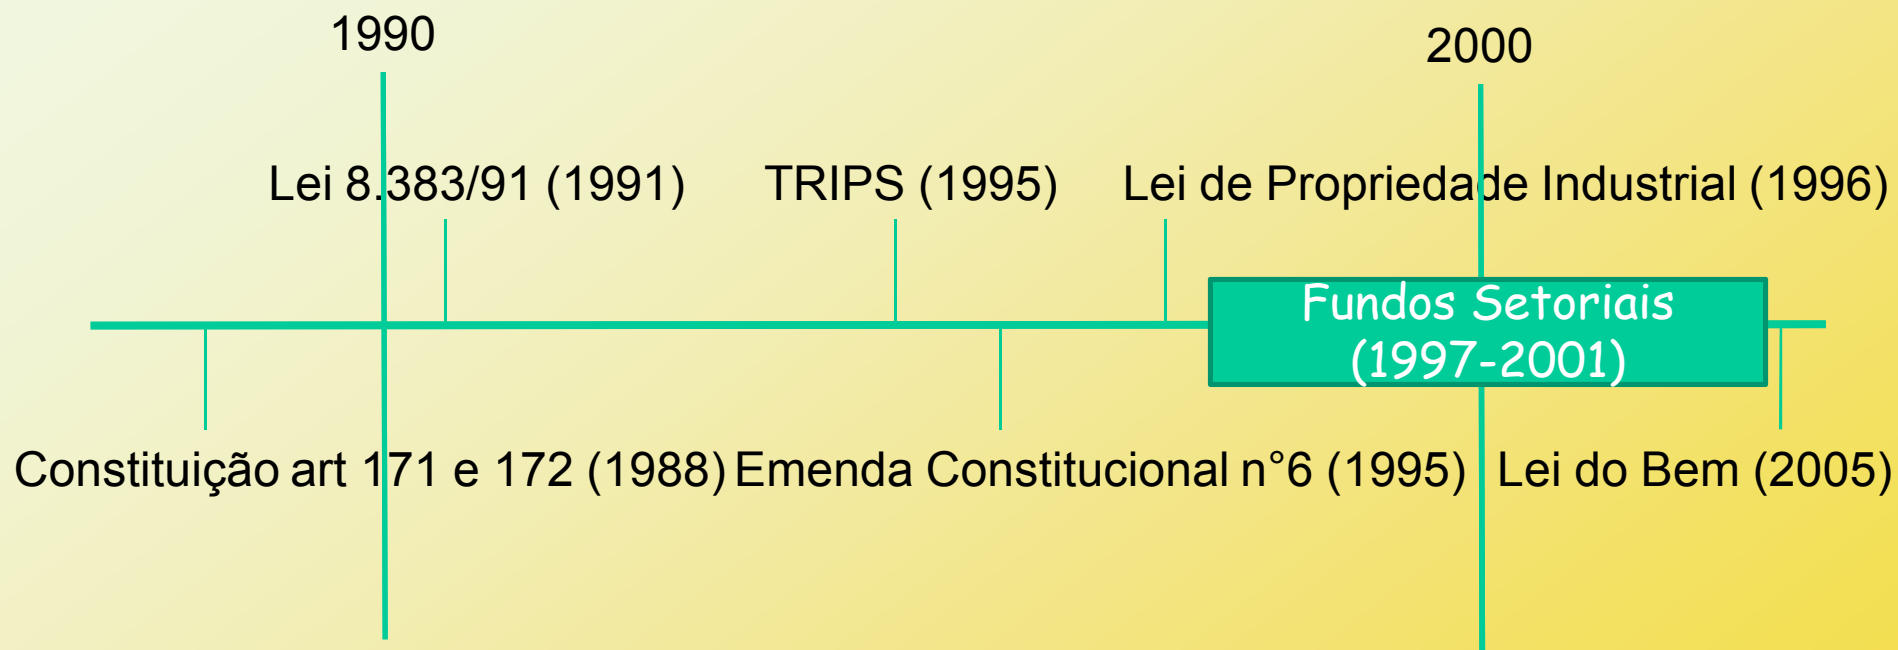 1990
2000
Lei 8.383/91 (1991)
TRIPS (1995)
Lei de Propriedade Industrial (1996)
Fundos Setoriais
(1997-2001)
Constituição art 171 e 172 (1988)
Emenda Constitucional n°6 (1995)
Lei do Bem (2005)